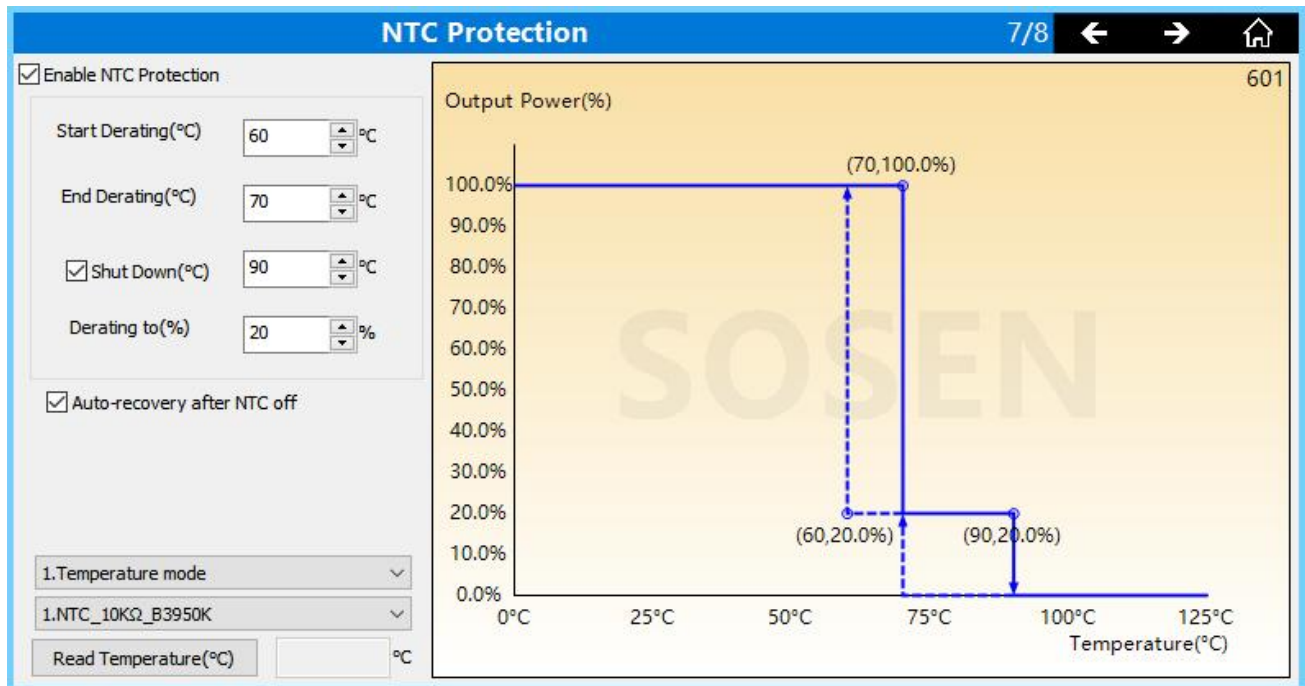 NTC Protection
7/8
Enable NTC Protection
Start Derating(℃)
60
℃
End Derating(℃)
70
℃
Shut Down(℃)
90
℃
Derating to(%)
20
%
Auto-recovery after NTC off
1.Temperature mode
1.NTC_10KΩ_B3950K
Read Temperature(℃)
℃
601
Output Power(%)
(70,100.0%)
100.0%
90.0%
80.0%
70.0%
60.0%
50.0%
40.0%
30.0%
20.0%
10.0%
0.0%
SOSEN
(60,20.0%)
(90,20.0%)
0℃
25℃
50℃
75℃
100℃
125℃
Temperature(℃)